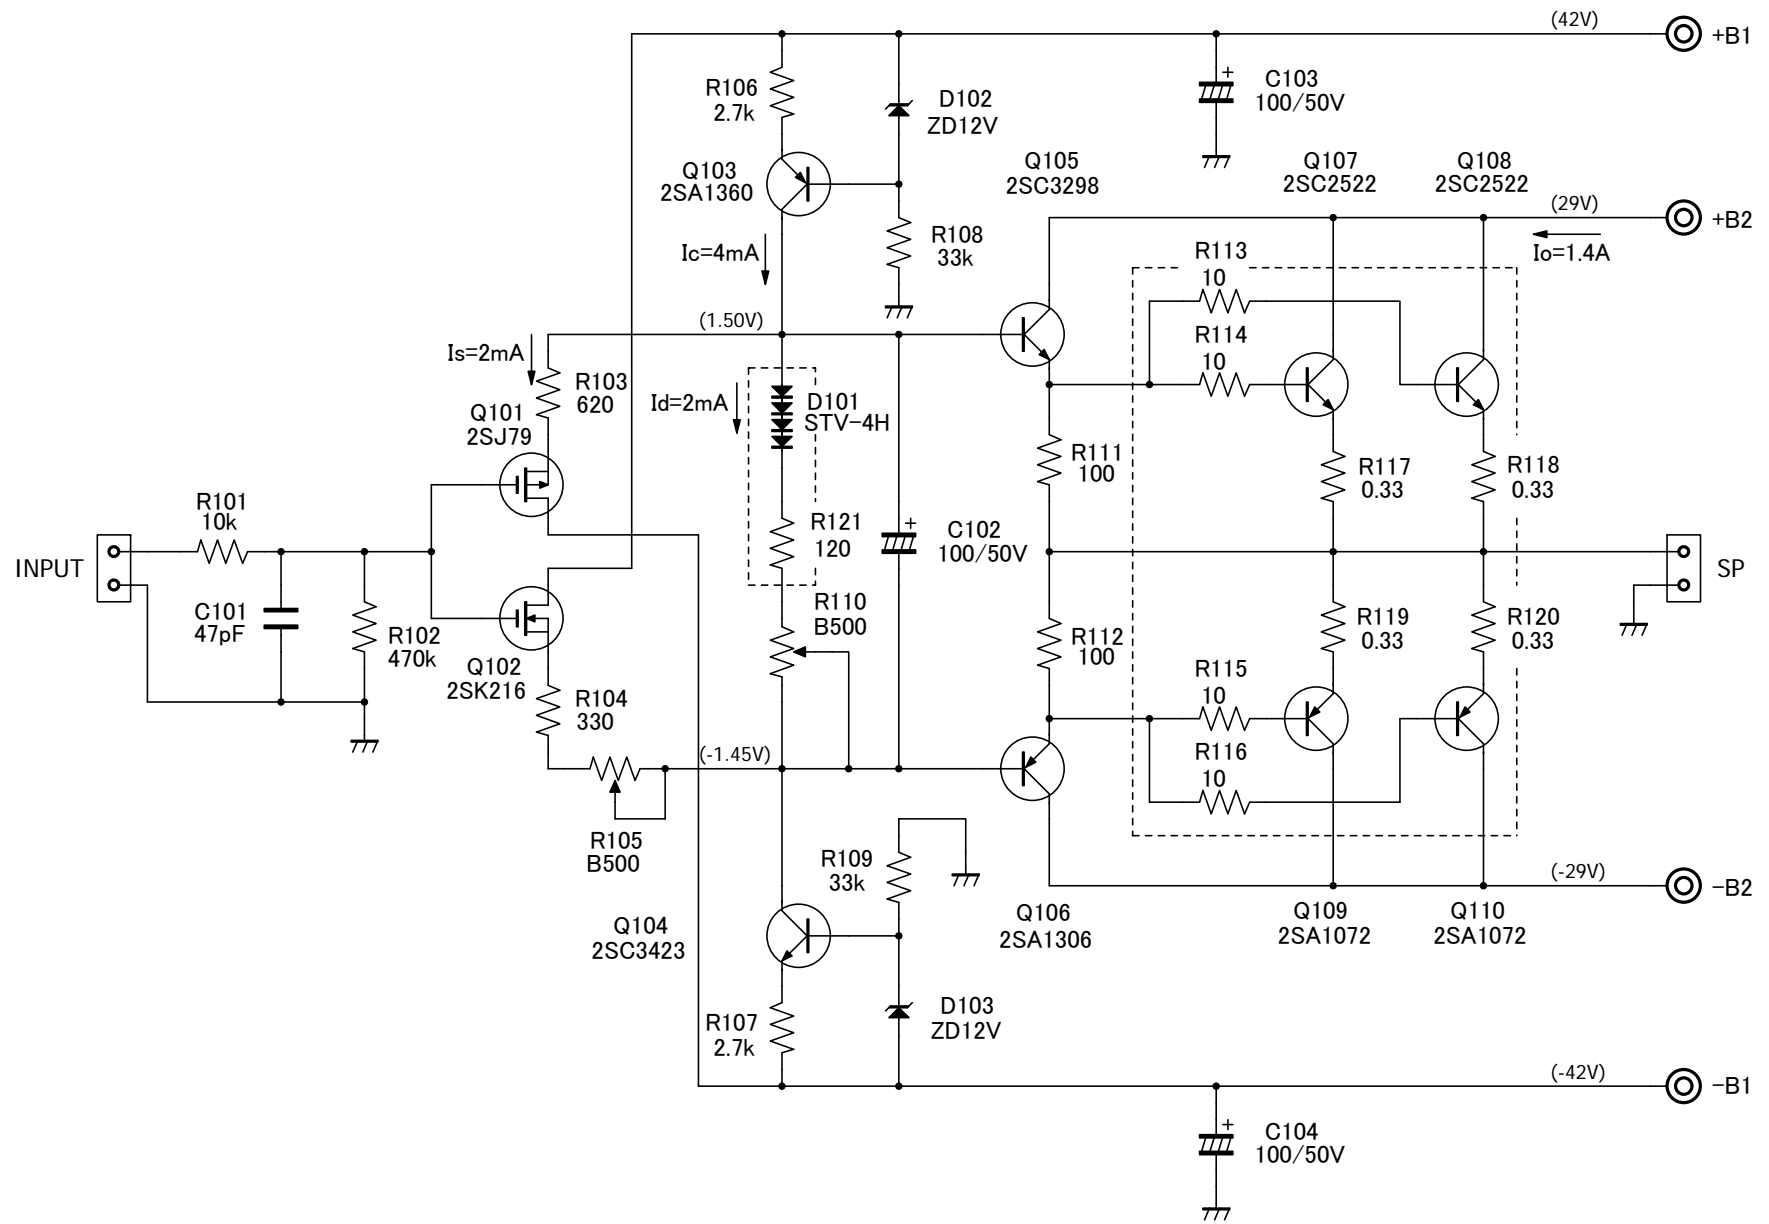 (42V)
+B1
R106
2.7k
D102
ZD12V
C103
+
100/50V
Q103
2SA1360
Q105
2SC3298
Q107
2SC2522
Q108
2SC2522
(29V)
+B2
Io=1.4A
R108
33k
Ic=4mA
R113
10
(1.50V)
R114
10
Is=2mA
R103
620
Id=2mA
D101
STV-4H
Q101
2SJ79
R111
100
R117
0.33
R118
0.33
R101
10k
R121
120
+
C102
100/50V
INPUT
SP
C101
47pF
R102
470k
R110
B500
R112
100
R119
0.33
R120
0.33
Q102
2SK216
R104
330
R115
10
(-1.45V)
R116
10
R105
B500
R109
33k
(-29V)
-B2
Q104
2SC3423
Q106
2SA1306
Q109
2SA1072
Q110
2SA1072
R107
2.7k
D103
ZD12V
(-42V)
-B1
+
C104
100/50V